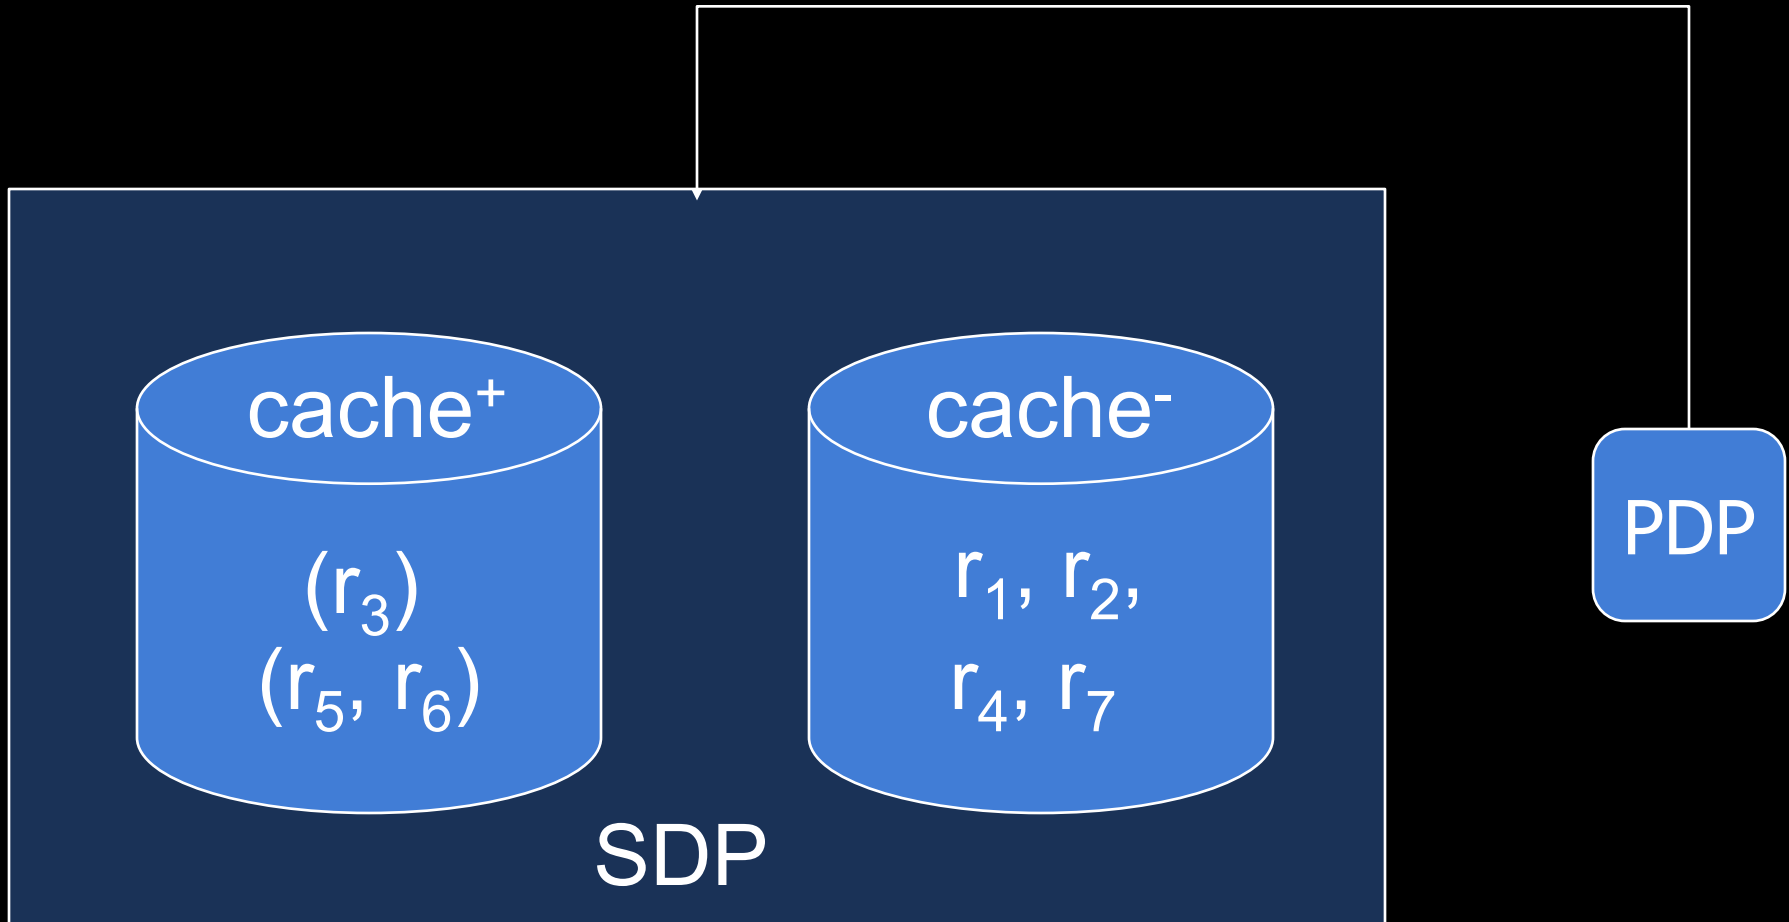 cache⁺
(r₃)
(r₅, r₆)
cache⁻
r₁, r₂,
r₄, r₇
SDP
PDP